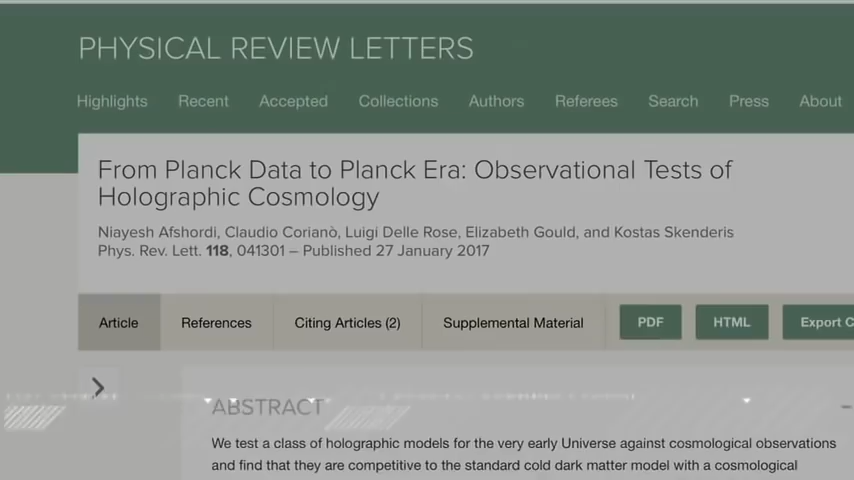 PHYSICAL REVIEW LETTERS
Highlights Recent Accepted Collections Authors Referees Search Press About
From Planck Data to Planck Era: Observational Tests of
Holographic Cosmology
Niayesh Afshordi, Claudio Corianò, Luigi Delle Rose, Elizabeth Gould, and Kostas Skenderis
Phys. Rev. Lett. 118, 041301 – Published 27 January 2017
Article References Citing Articles (2) Supplemental Material PDF HTML Export C
ABSTRACT
We test a class of holographic models for the very early Universe against cosmological observations
and find that they are competitive to the standard cold dark matter model with a cosmological